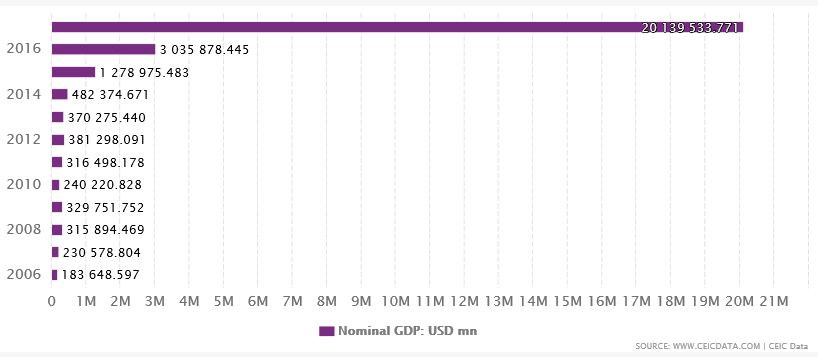 20 139 533.771
2016 3 035 878.445
1 278 975.483
2014 482 374.671
370 275.440
2012 381 298.091
316 498.178
2010 240 220.828
329 751.752
2008 315 894.469
230 578.804
2006 183 648.597
0 1M 2M 3M 4M 5M 6M 7M 8M 9M 10M 11M 12M 13M 14M 15M 16M 17M 18M 19M 20M 21M
Nominal GDP: USD mn
SOURCE: WWW.CEICDATA.COM | CEIC Data